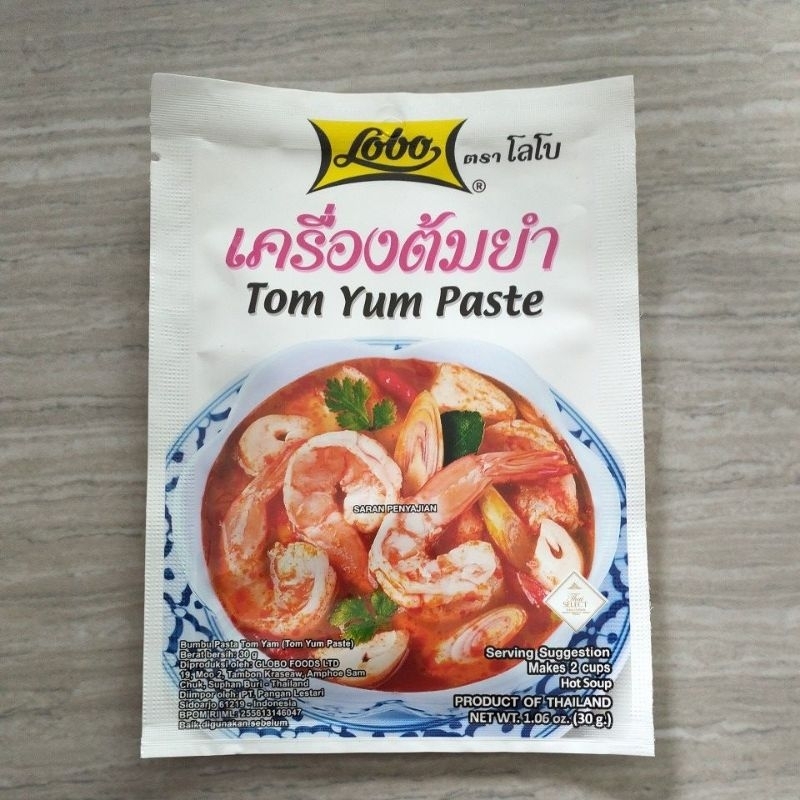 Lobo
ตรา โลโบ
®
เครื่องต้มยำ
Tom Yum Paste
SARAN PENYAJIAN
Thai
SELECT
Bumbu Pasta Tom Yam (Tom Yum Paste)
Berat bersih: 30 g
Diproduksi oleh: GLOBO FOODS LTD
19, Moo 2, Tambon Kraseaw, Amphoe Sam
Chuk, Suphan Buri - Thailand
Diimpor oleh: PT. Pangan Lestari
Sidoarjo 61219 - Indonesia
BPOM RI ML. 255613146047
Baik digunakan sebelum
Serving Suggestion
Makes 2 cups
Hot Soup
PRODUCT OF THAILAND
NET WT. 1.06 oz. (30 g.)